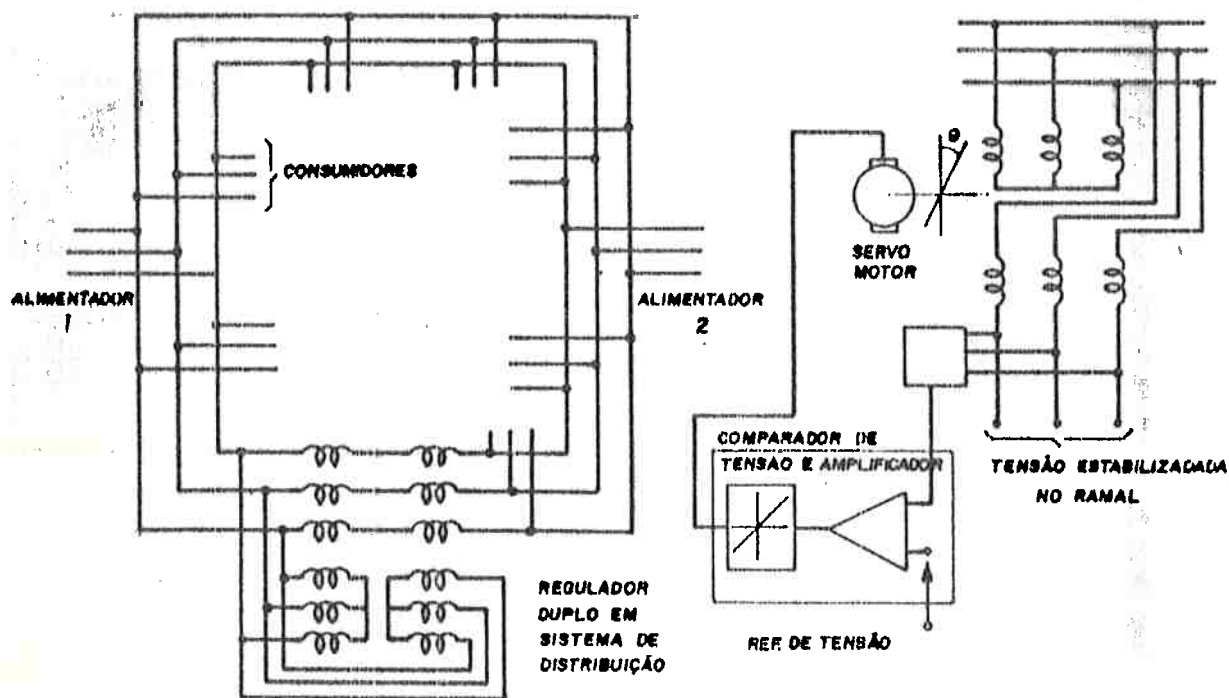 CONSUMIDORES
ALIMENTADOR
1
ALIMENTADOR
2
REGULADOR
DUPLO EM
SISTEMA DE
DISTRIBUIÇÃO
θ
SERVO
MOTOR
COMPARADOR DE
TENSÃO E AMPLIFICADOR
REF. DE TENSÃO
TENSÃO ESTABILIZADADA
NO RAMAL